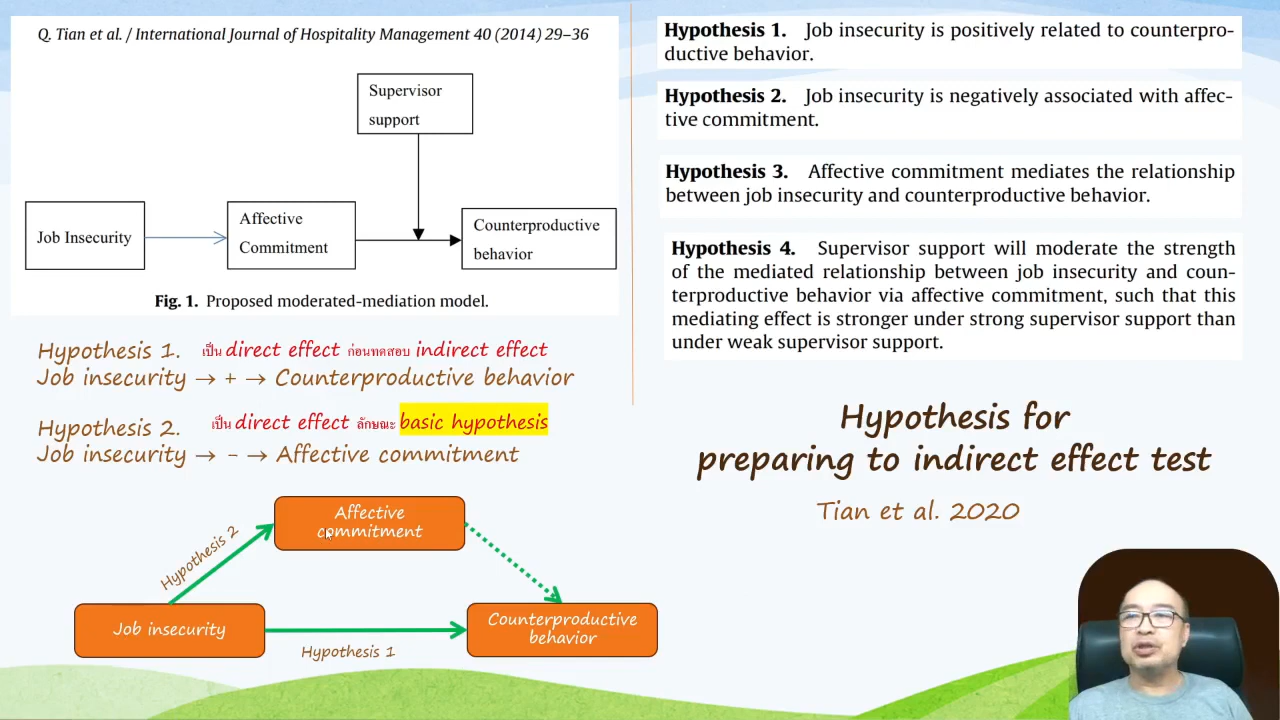 Q. Tian et al. / International Journal of Hospitality Management 40 (2014) 29–36
Supervisor
support
Job Insecurity
Affective
Commitment
Counterproductive
behavior
Fig. 1. Proposed moderated-mediation model.
Hypothesis 1. เป็น direct effect ก่อนทดสอบ indirect effect
Job insecurity → + → Counterproductive behavior
Hypothesis 2. เป็น direct effect ลักษณะ basic hypothesis
Job insecurity → - → Affective commitment
Affective
commitment
Hypothesis 2
Job insecurity
Counterproductive
behavior
Hypothesis 1
Hypothesis 1. Job insecurity is positively related to counterpro-
ductive behavior.
Hypothesis 2. Job insecurity is negatively associated with affec-
tive commitment.
Hypothesis 3. Affective commitment mediates the relationship
between job insecurity and counterproductive behavior.
Hypothesis 4. Supervisor support will moderate the strength
of the mediated relationship between job insecurity and coun-
terproductive behavior via affective commitment, such that this
mediating effect is stronger under strong supervisor support than
under weak supervisor support.
Hypothesis for
preparing to indirect effect test
Tian et al. 2020